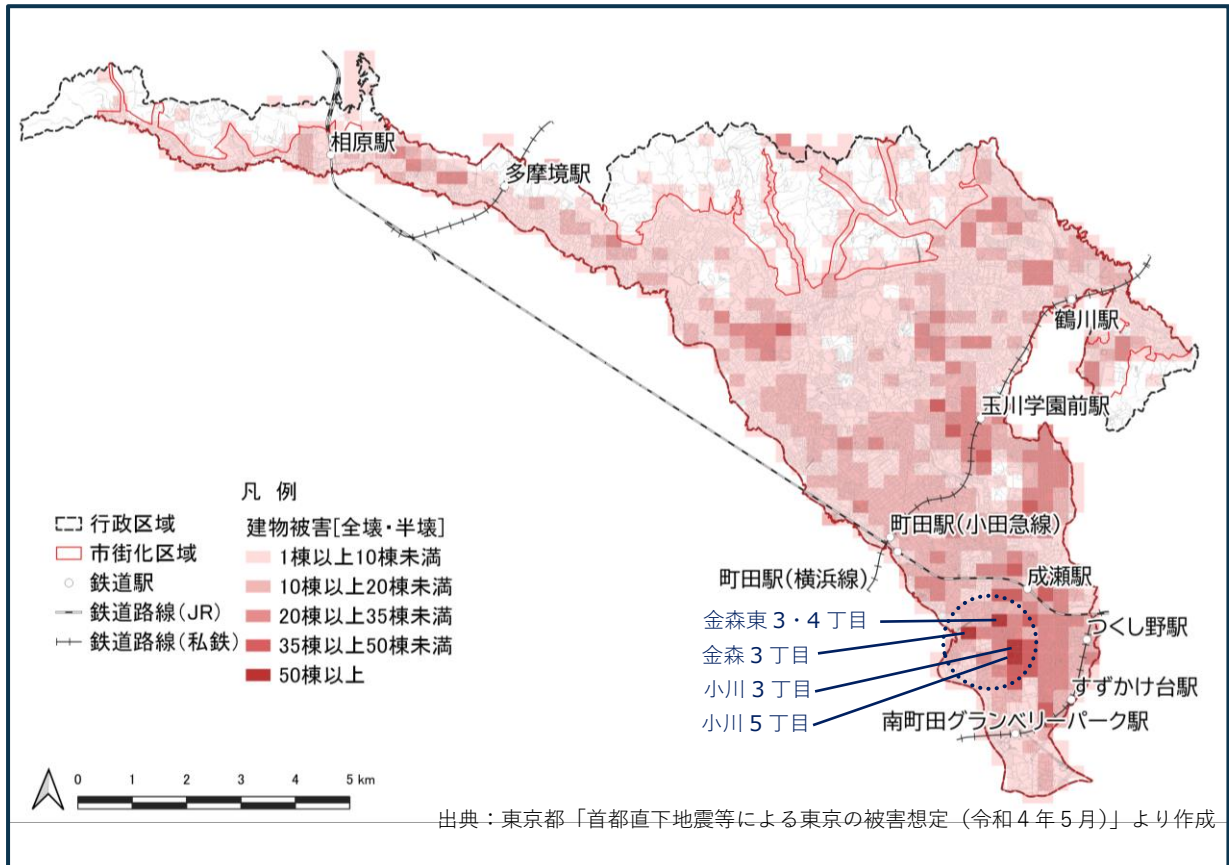 相原駅
多摩境駅
鶴川駅
玉川学園前駅
町田駅(小田急線)
町田駅(横浜線)
成瀬駅
つくし野駅
すずかけ台駅
南町田グランベリーパーク駅
金森東3・4丁目
金森3丁目
小川3丁目
小川5丁目
凡 例
行政区域
市街化区域
鉄道駅
鉄道路線(JR)
鉄道路線(私鉄)
建物被害[全壊・半壊]
1棟以上10棟未満
10棟以上20棟未満
20棟以上35棟未満
35棟以上50棟未満
50棟以上
0 1 2 3 4 5 km
出典：東京都「首都直下地震等による東京の被害想定（令和4年5月）」より作成